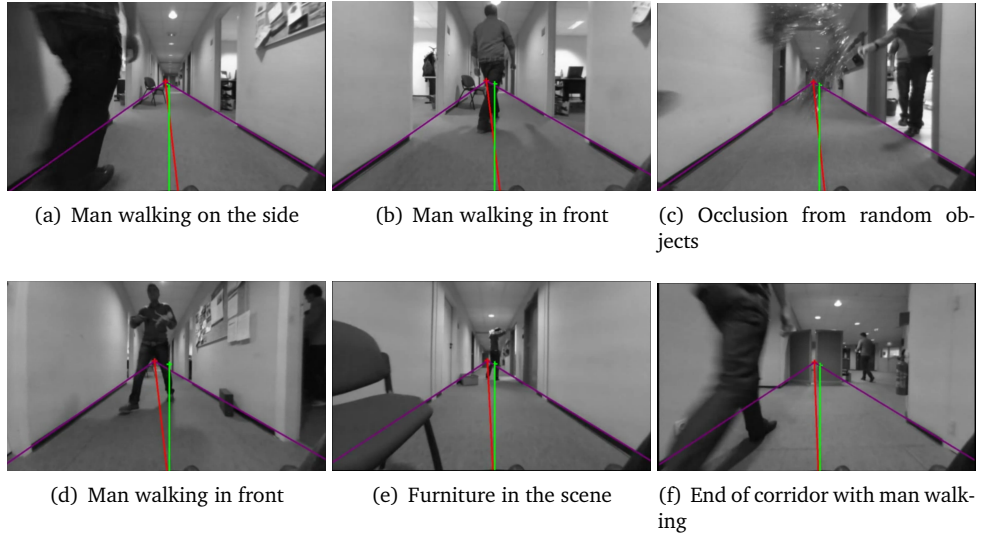 (a) Man walking on the side
(b) Man walking in front
(c) Occlusion from random ob-
jects
(d) Man walking in front
(e) Furniture in the scene
(f) End of corridor with man walk-
ing